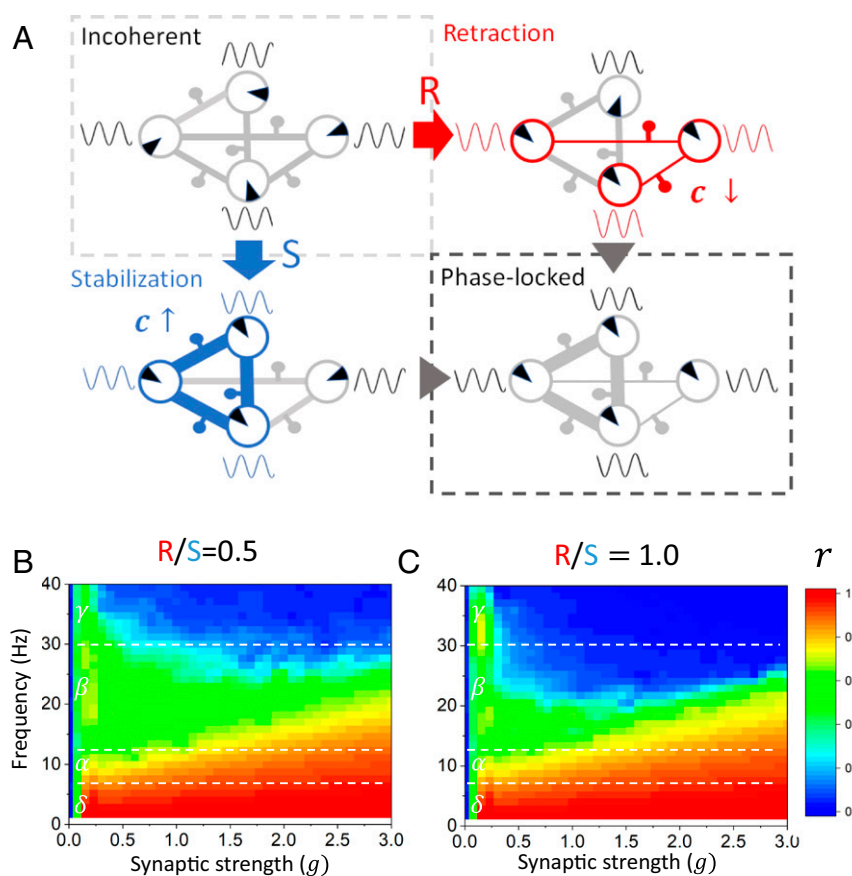 A
Incoherent
Retraction
R
c ↓
S
Stabilization
c ↑
Phase-locked
B
R/S=0.5
C
R/S = 1.0
r
Frequency (Hz)
40
30
20
10
0
γ
β
α
δ
0.0 0.5 1.0 1.5 2.0 2.5 3.0
Synaptic strength (g)
40
30
20
10
0
γ
β
α
δ
0.0 0.5 1.0 1.5 2.0 2.5 3.0
Synaptic strength (g)
1
0
0
0
0
0